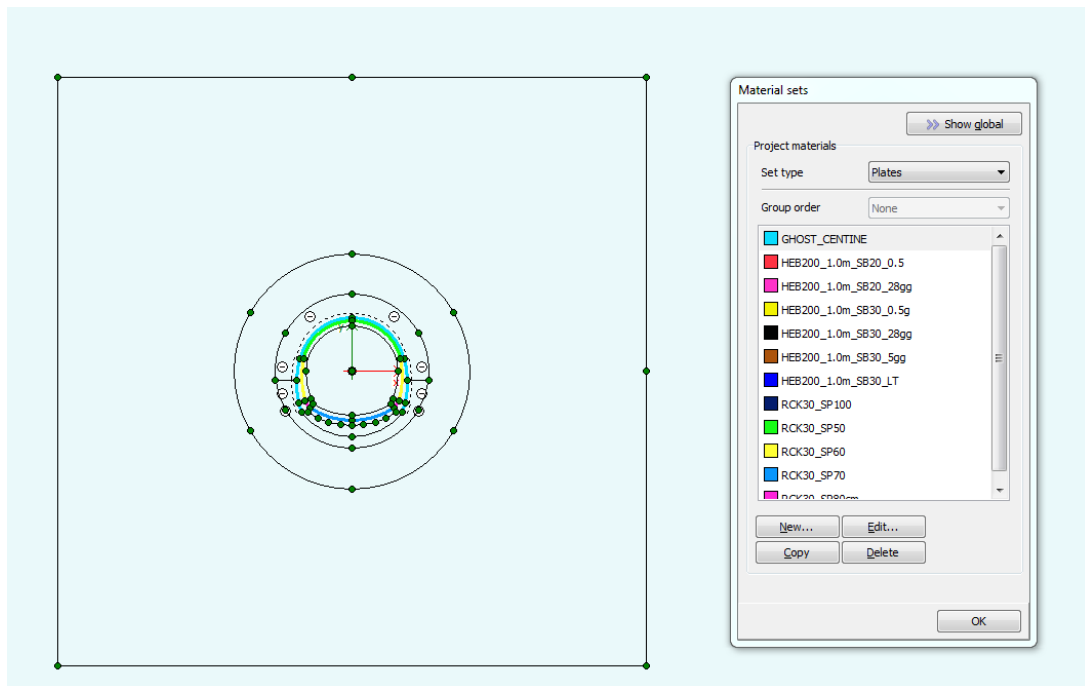 Material sets
Show global
Project materials
Set type Plates
Group order None
GHOST_CENTINE
HEB200_1.0m_SB20_0.5
HEB200_1.0m_SB20_28gg
HEB200_1.0m_SB30_0.5g
HEB200_1.0m_SB30_28gg
HEB200_1.0m_SB30_5gg
HEB200_1.0m_SB30_LT
RCK30_SP100
RCK30_SP50
RCK30_SP60
RCK30_SP70
RCK30_SP80cm
New... Edit...
Copy Delete
OK
y
x